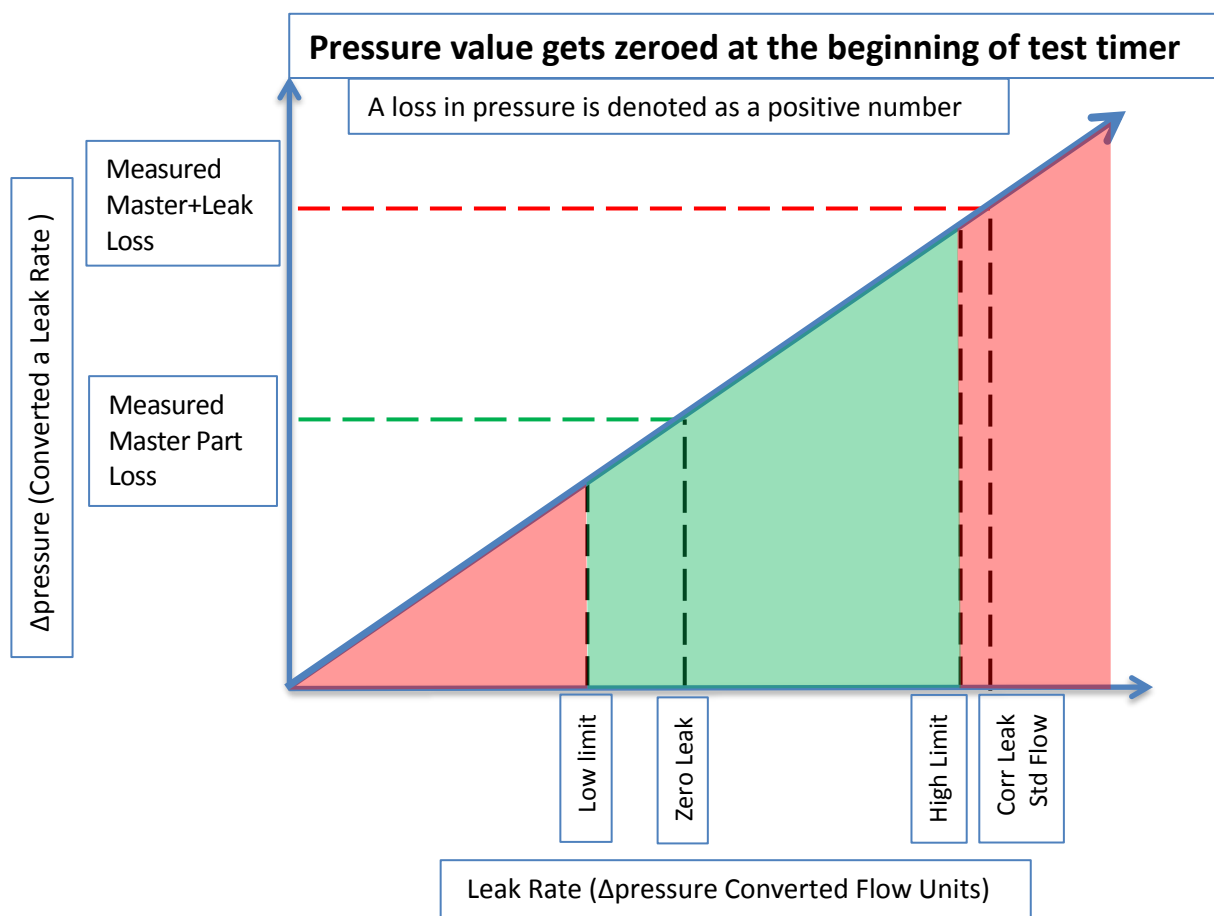 Pressure value gets zeroed at the beginning of test timer
A loss in pressure is denoted as a positive number
Measured
Master+Leak
Loss
Δpressure (Converted a Leak Rate )
Measured
Master Part
Loss
Low limit
Zero Leak
High Limit
Corr Leak
Std Flow
Leak Rate (Δpressure Converted Flow Units)